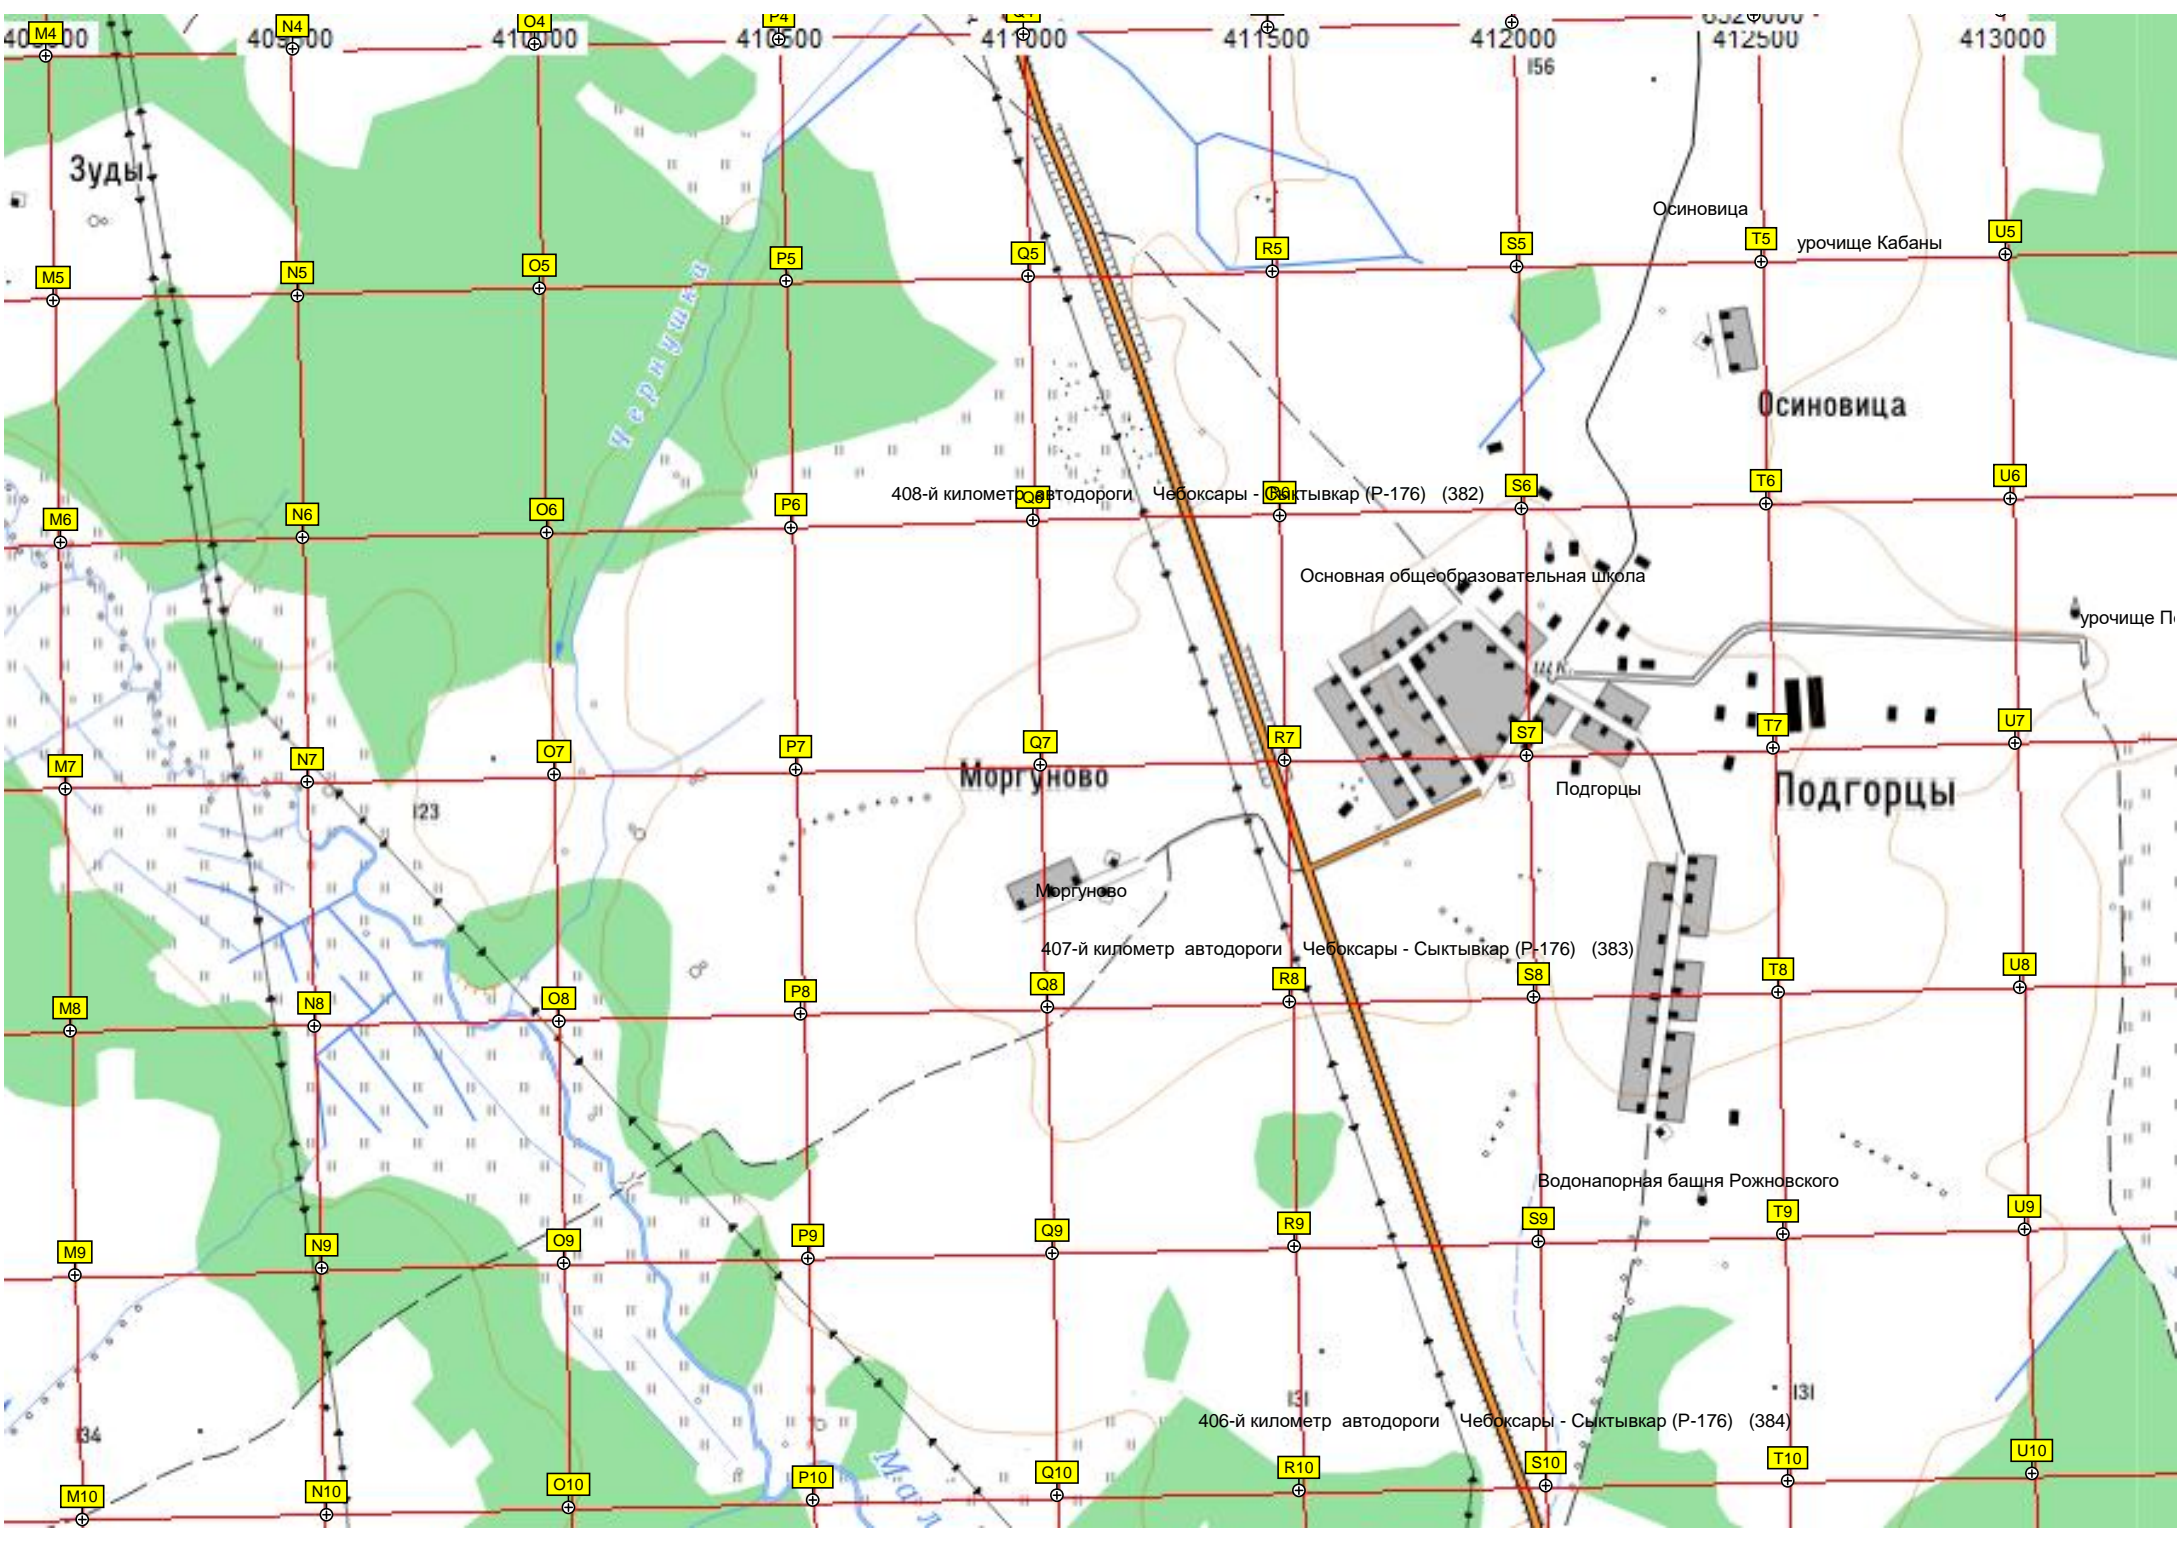 N4
O4
P4
Q4
M4
410000
410500
411000
411500
412000
412500
413000
156
Зуды
Осиновица
M5
N5
O5
P5
Q5
R5
S5
T5
урочище Кабаны
U5
Чернушки
Осиновица
M6
N6
O6
P6
Q6
408-й километр автодороги Чебоксары - Сыктывкар (Р-176) (382)
S6
T6
U6
Основная общеобразовательная школа
урочище П
шк.
M7
N7
O7
P7
Q7
R7
S7
T7
U7
Моргуново
Подгорцы
Подгорцы
123
Моргуново
407-й километр автодороги Чебоксары - Сыктывкар (Р-176) (383)
M8
N8
O8
P8
Q8
R8
S8
T8
U8
Водонапорная башня Рожновского
M9
N9
O9
P9
Q9
R9
S9
T9
U9
131
131
406-й километр автодороги Чебоксары - Сыктывкар (Р-176) (384)
134
Мал
M10
N10
O10
P10
Q10
R10
S10
T10
U10